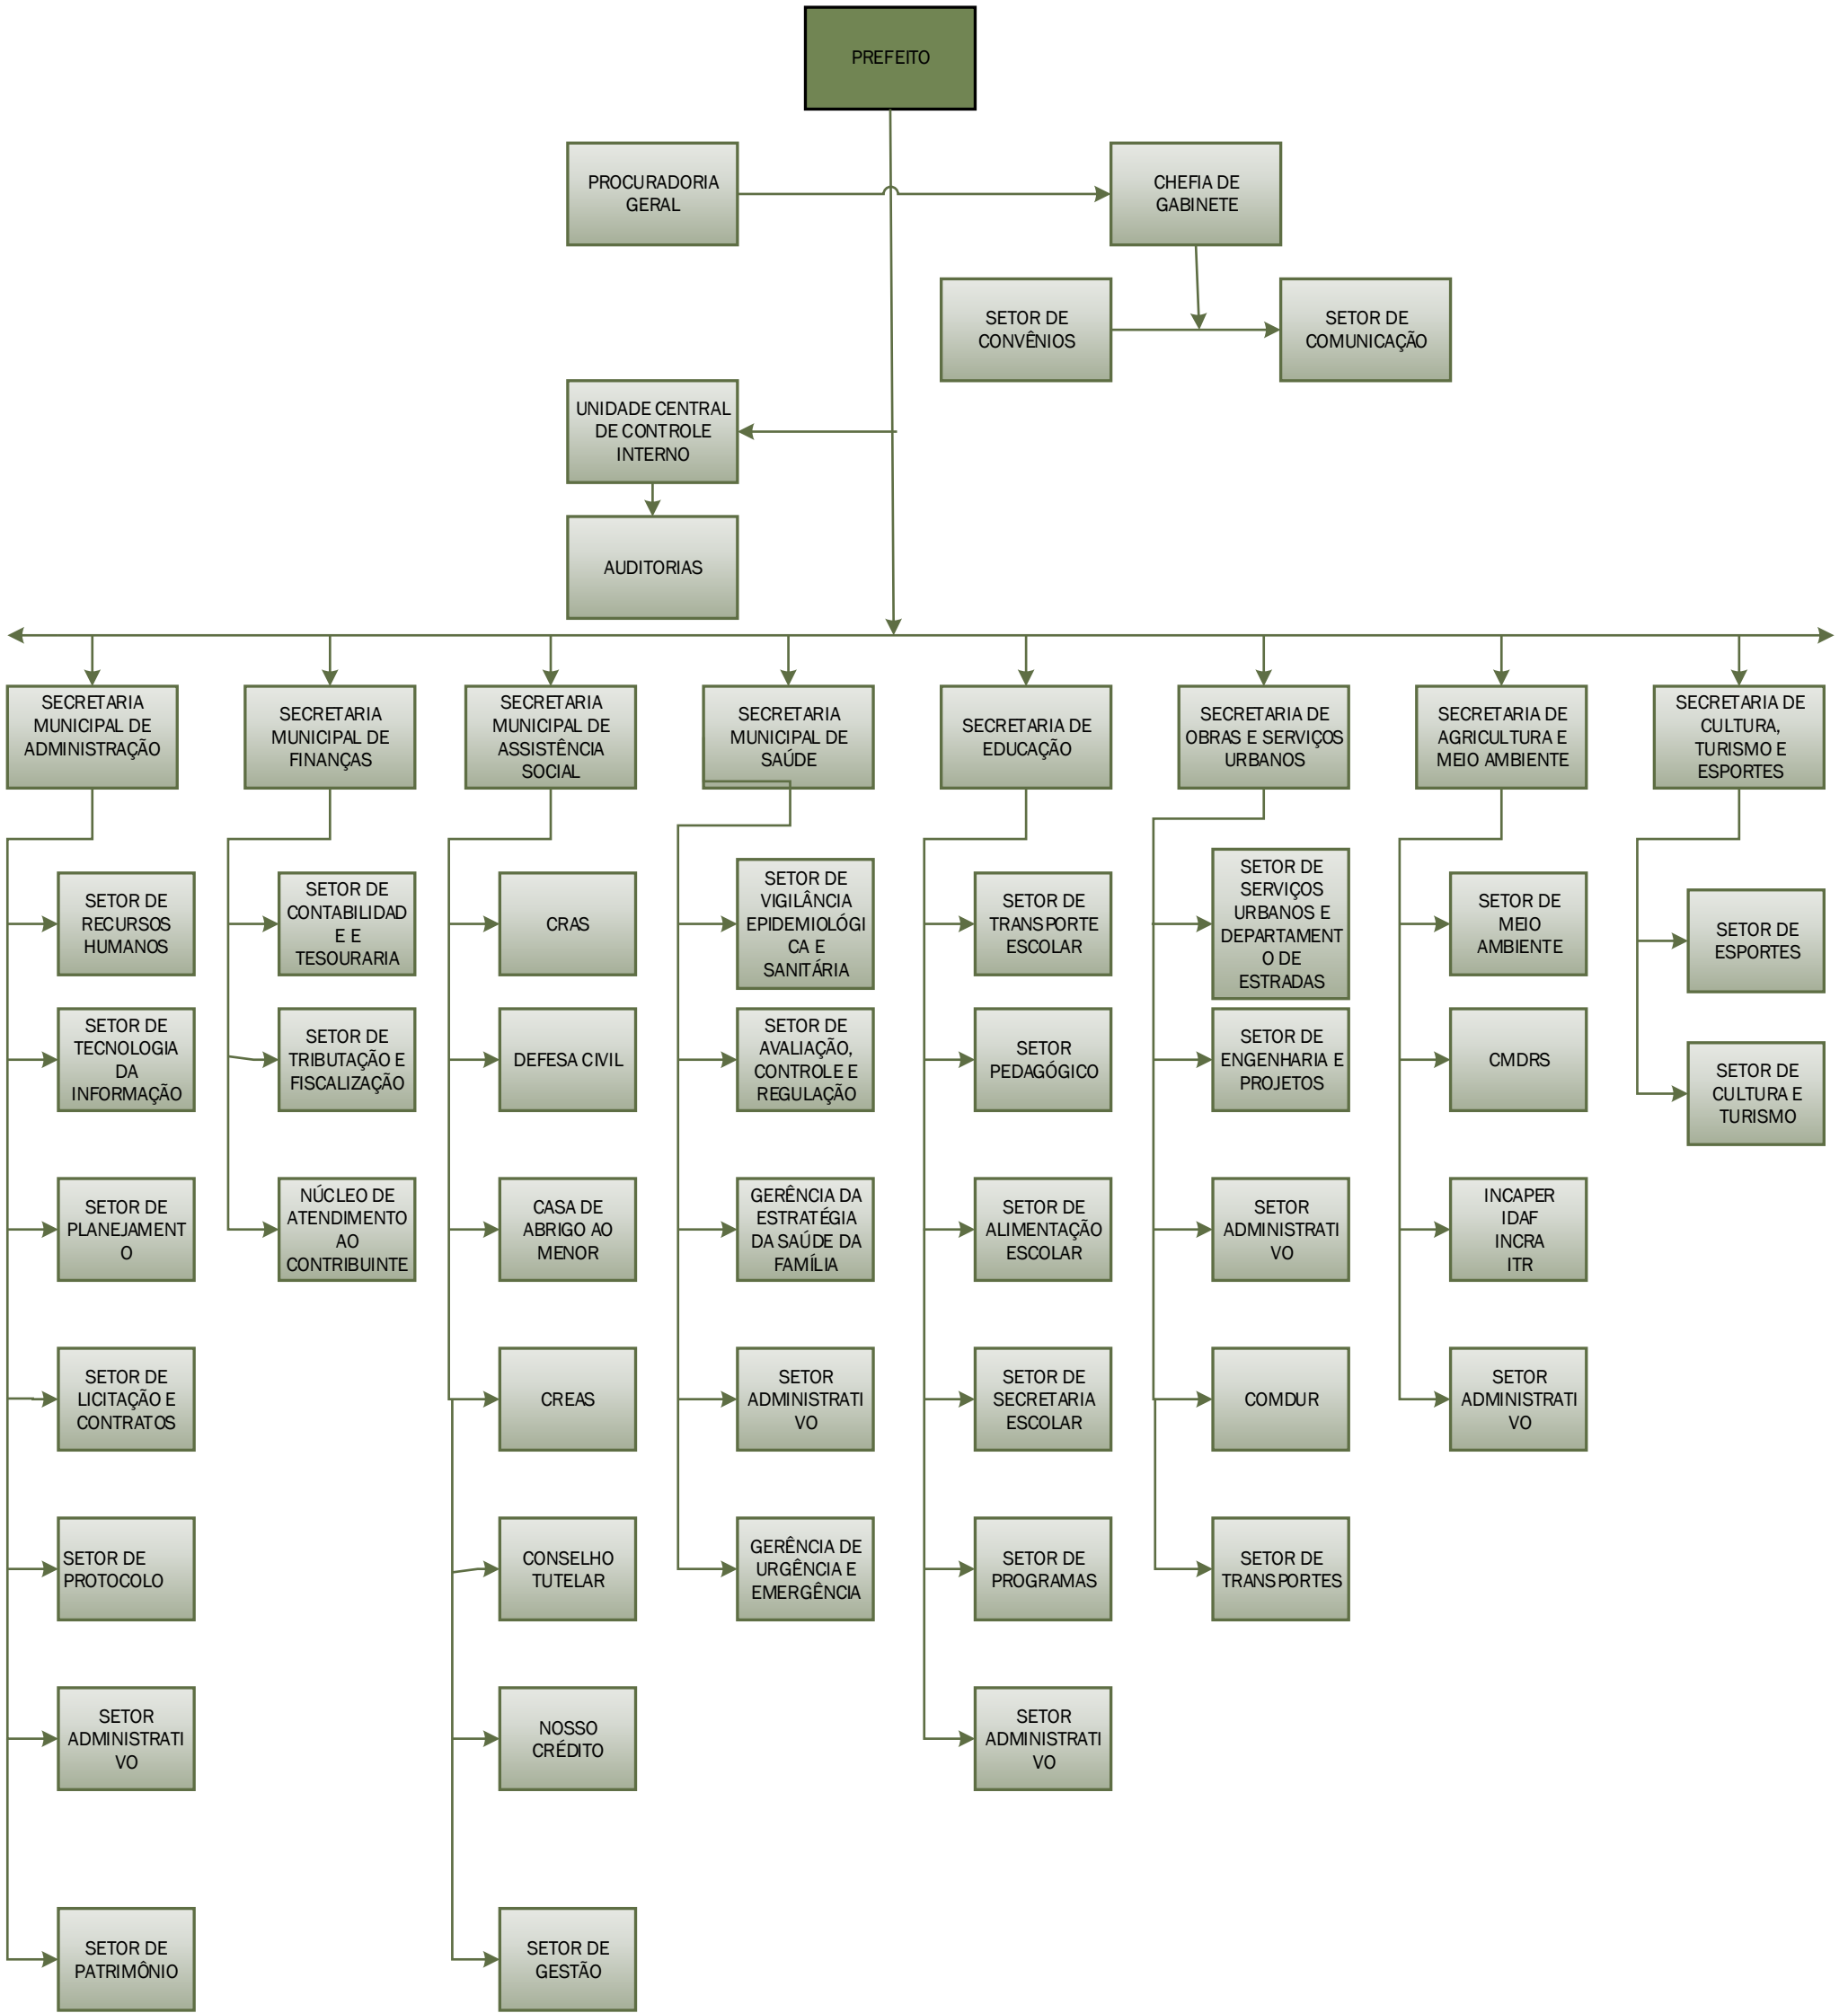 PREFEITO
PROCURADORIA
GERAL
CHEFIA DE
GABINETE
SETOR DE
CONVÊNIOS
SETOR DE
COMUNICAÇÃO
UNIDADE CENTRAL
DE CONTROLE
INTERNO
AUDITORIAS
SECRETARIA
MUNICIPAL DE
ADMINISTRAÇÃO
SECRETARIA
MUNICIPAL DE
FINANÇAS
SECRETARIA
MUNICIPAL DE
ASSISTÊNCIA
SOCIAL
SECRETARIA
MUNICIPAL DE
SAÚDE
SECRETARIA DE
EDUCAÇÃO
SECRETARIA DE
OBRAS E SERVIÇOS
URBANOS
SECRETARIA DE
AGRICULTURA E
MEIO AMBIENTE
SECRETARIA DE
CULTURA,
TURISMO E
ESPORTES
SETOR DE
RECURSOS
HUMANOS
SETOR DE
TECNOLOGIA
DA
INFORMAÇÃO
SETOR DE
PLANEJAMENT
O
SETOR DE
LICITAÇÃO E
CONTRATOS
SETOR DE
PROTOCOLO
SETOR
ADMINISTRATI
VO
SETOR DE
PATRIMÔNIO
SETOR DE
CONTABILIDAD
E E
TESOURARIA
SETOR DE
TRIBUTAÇÃO E
FISCALIZAÇÃO
NÚCLEO DE
ATENDIMENTO
AO
CONTRIBUINTE
CRAS
DEFESA CIVIL
CASA DE
ABRIGO AO
MENOR
CREAS
CONSELHO
TUTELAR
NOSSO
CRÉDITO
SETOR DE
GESTÃO
SETOR DE
VIGILÂNCIA
EPIDEMIOLÓGI
CA E
SANITÁRIA
SETOR DE
AVALIAÇÃO,
CONTROLE E
REGULAÇÃO
GERÊNCIA DA
ESTRATÉGIA
DA SAÚDE DA
FAMÍLIA
SETOR
ADMINISTRATI
VO
GERÊNCIA DE
URGÊNCIA E
EMERGÊNCIA
SETOR DE
TRANSPORTE
ESCOLAR
SETOR
PEDAGÓGICO
SETOR DE
ALIMENTAÇÃO
ESCOLAR
SETOR DE
SECRETARIA
ESCOLAR
SETOR DE
PROGRAMAS
SETOR
ADMINISTRATI
VO
SETOR DE
SERVIÇOS
URBANOS E
DEPARTAMENT
O DE
ESTRADAS
SETOR DE
ENGENHARIA E
PROJETOS
SETOR
ADMINISTRATI
VO
COMDUR
SETOR DE
TRANSPORTES
SETOR DE
MEIO
AMBIENTE
CMDRS
INCAPER
IDAF
INCRA
ITR
SETOR
ADMINISTRATI
VO
SETOR DE
ESPORTES
SETOR DE
CULTURA E
TURISMO